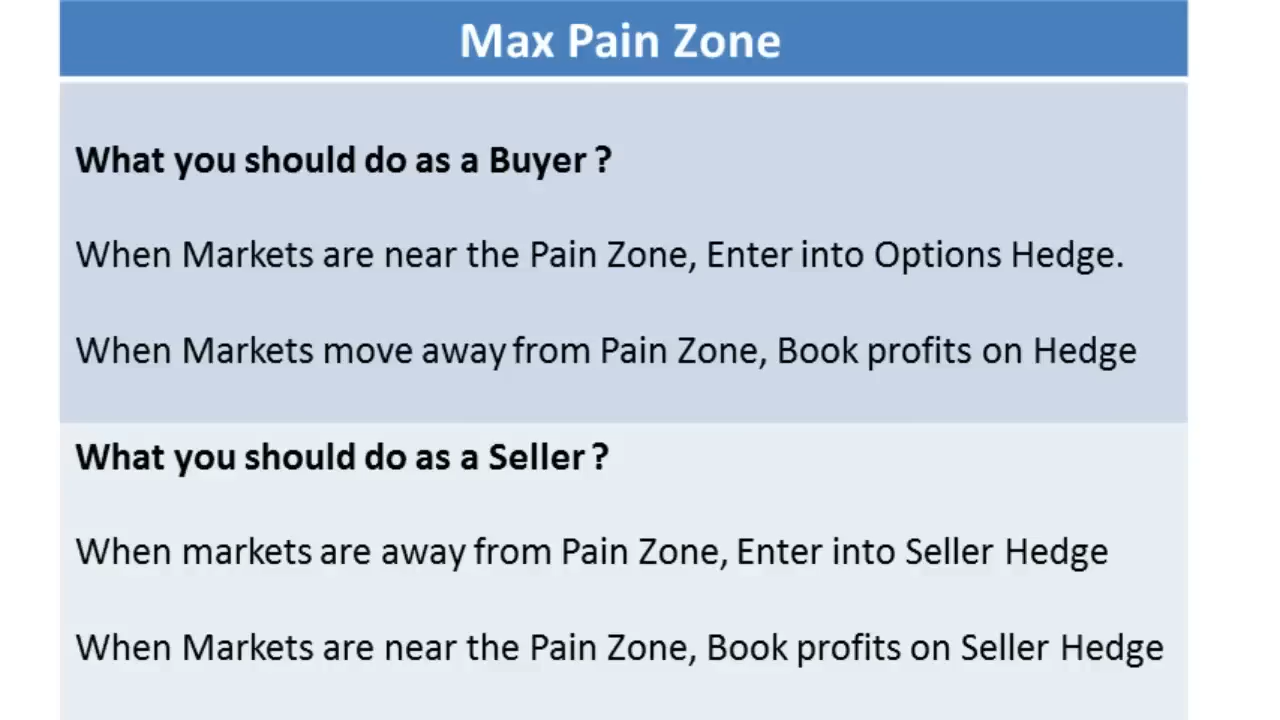 Max Pain Zone
What you should do as a Buyer ?
When Markets are near the Pain Zone, Enter into Options Hedge.
When Markets move away from Pain Zone, Book profits on Hedge
What you should do as a Seller ?
When markets are away from Pain Zone, Enter into Seller Hedge
When Markets are near the Pain Zone, Book profits on Seller Hedge